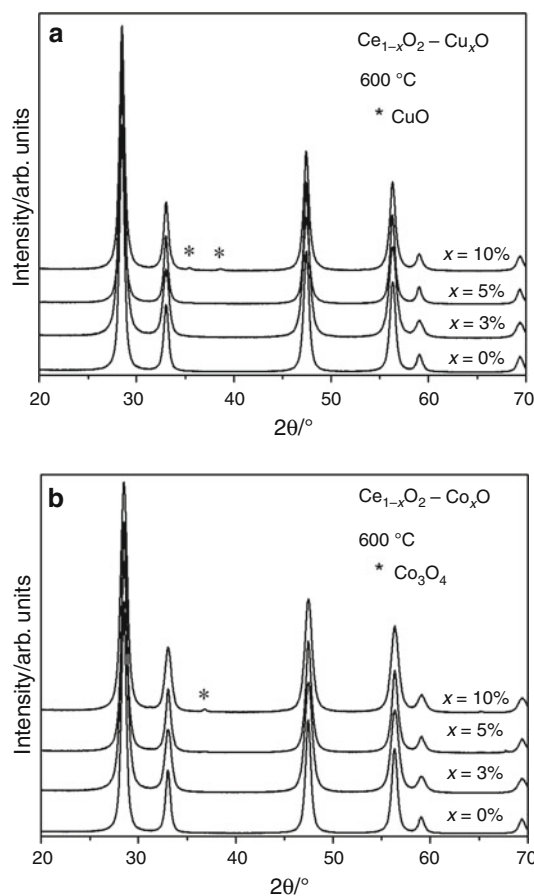 a
Ce₁₋ₓO₂ – CuₓO
600 °C
* CuO
Intensity/arb. units
* *
x = 10%
x = 5%
x = 3%
x = 0%
20 30 40 50 60 70
2θ/°
b
Ce₁₋ₓO₂ – CoₓO
600 °C
* Co₃O₄
Intensity/arb. units
*
x = 10%
x = 5%
x = 3%
x = 0%
20 30 40 50 60 70
2θ/°